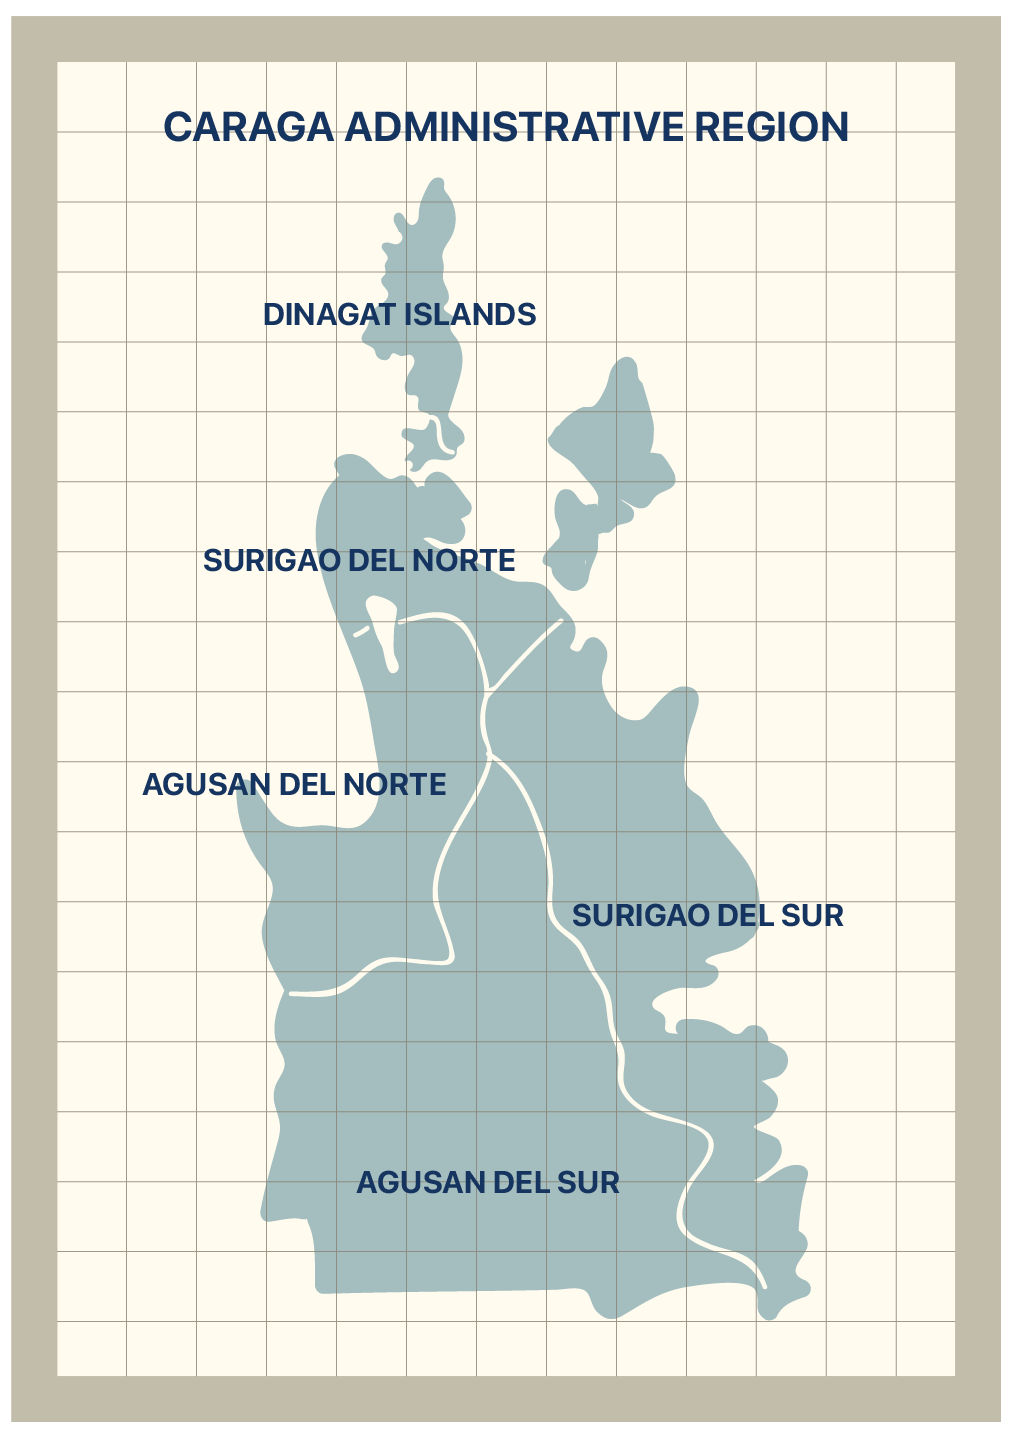 CARAGA ADMINISTRATIVE REGION
DINAGAT ISLANDS
SURIGAO DEL NORTE
AGUSAN DEL NORTE
SURIGAO DEL SUR
AGUSAN DEL SUR